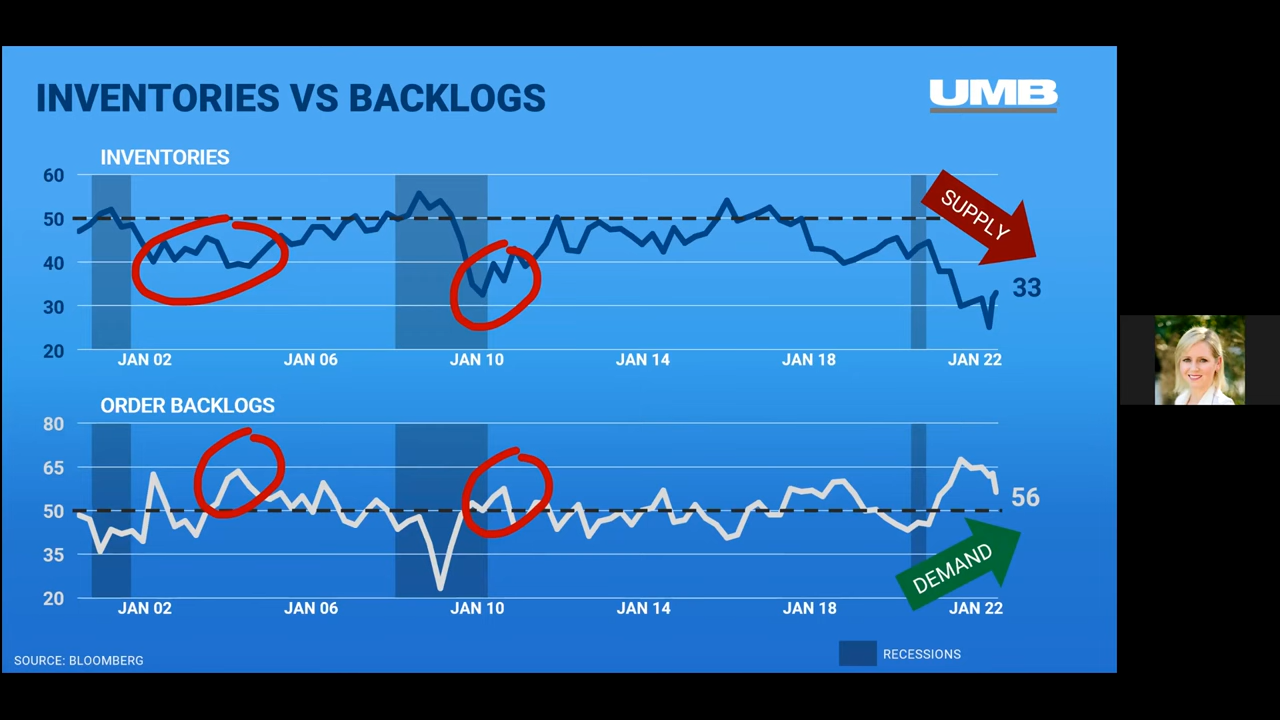 INVENTORIES VS BACKLOGS
UMB
INVENTORIES
60
50
40
30
20
SUPPLY
33
JAN 02 JAN 06 JAN 10 JAN 14 JAN 18 JAN 22
ORDER BACKLOGS
80
65
50
35
20
56
DEMAND
JAN 02 JAN 06 JAN 10 JAN 14 JAN 18 JAN 22
SOURCE: BLOOMBERG
RECESSIONS